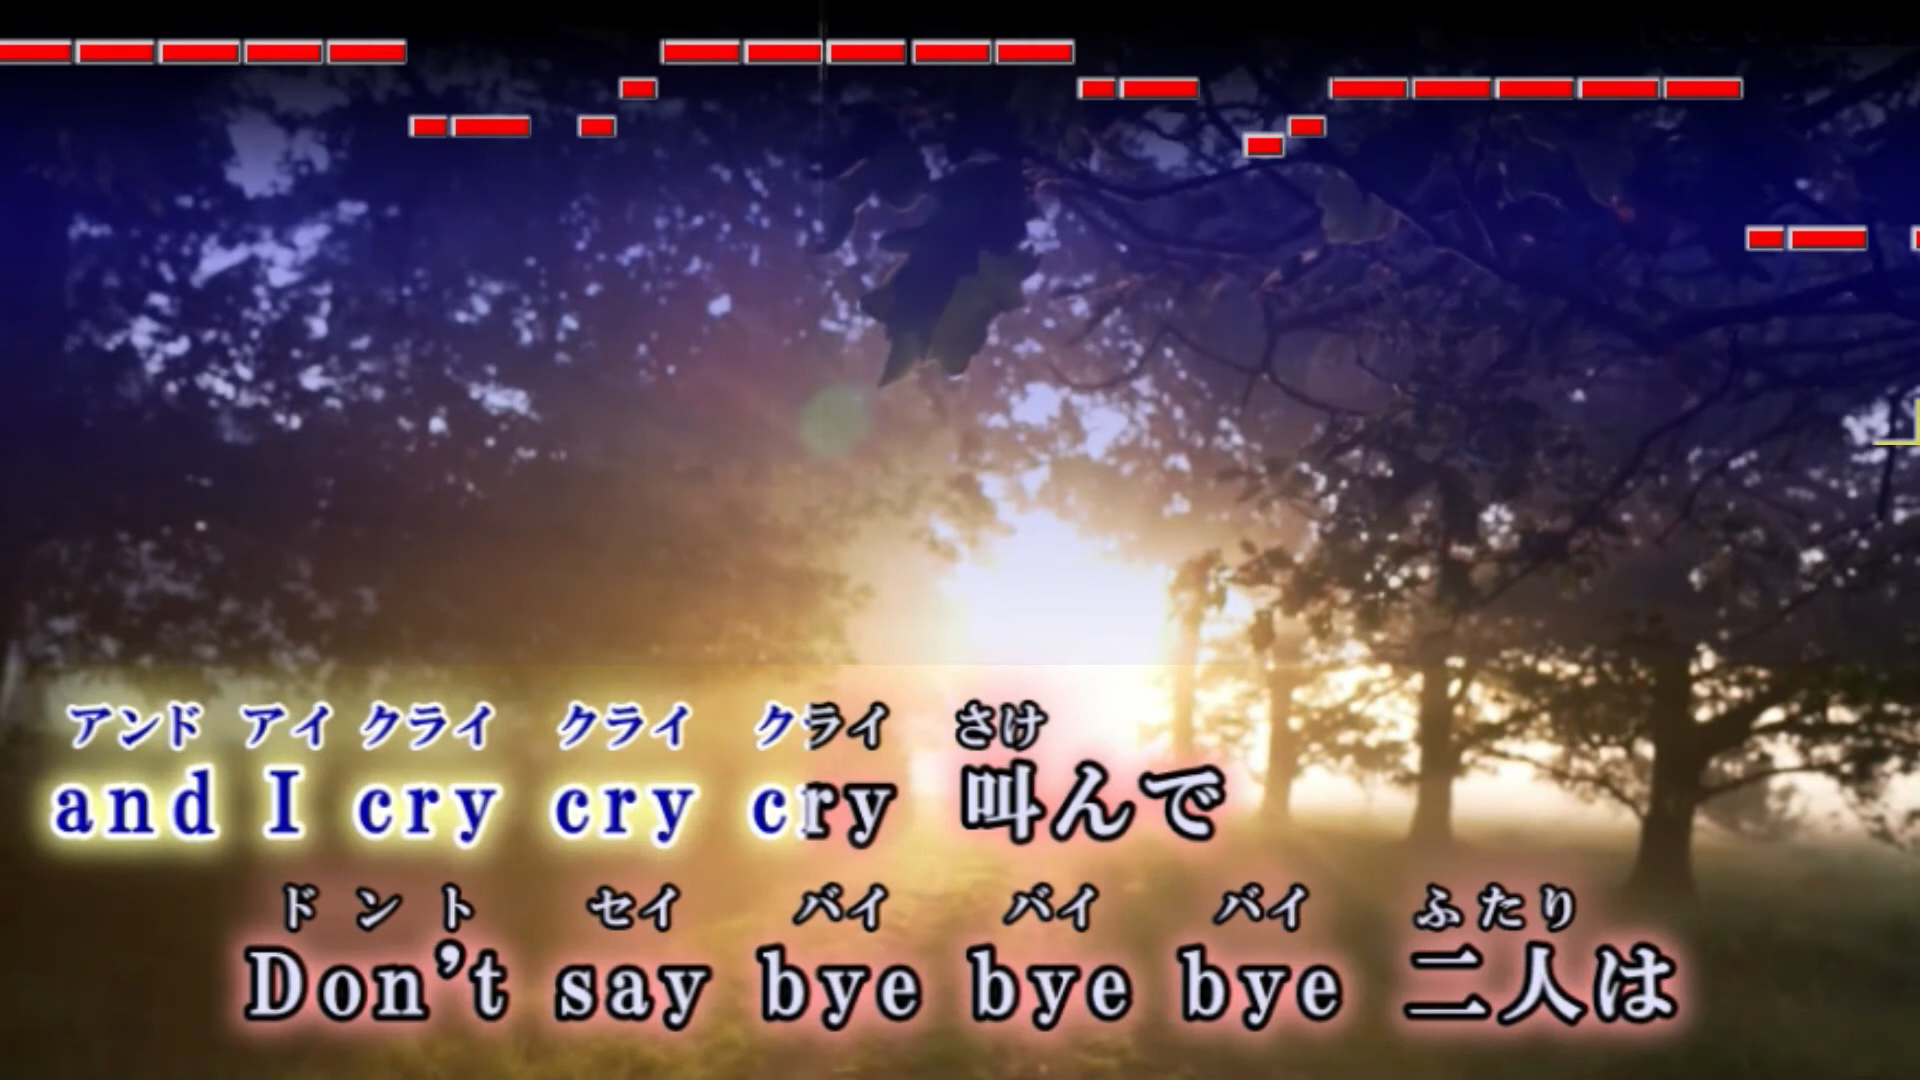 アンド アイ クライ クライ クライ さけ
and I cry cry cry 叫んで
ドント セイ バイ バイ バイ ふたり
Don't say bye bye bye 二人は